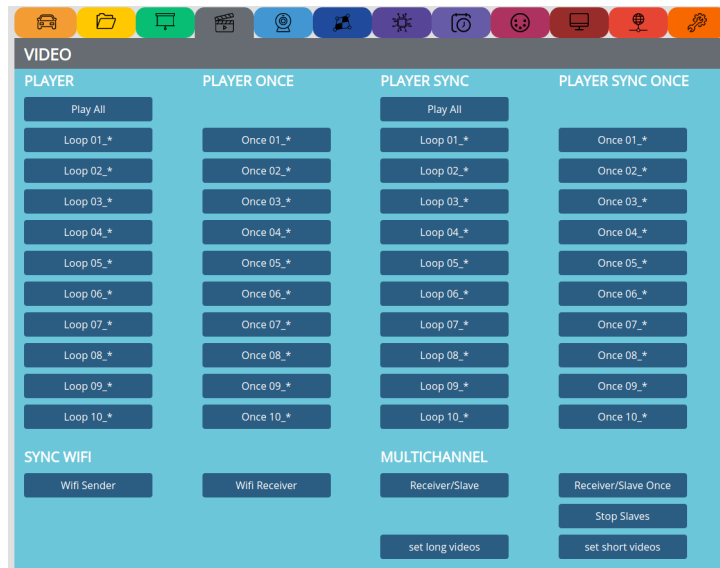 VIDEO
PLAYER PLAYER ONCE PLAYER SYNC PLAYER SYNC ONCE
Play All Play All
Loop 01_* Once 01_* Loop 01_* Once 01_*
Loop 02_* Once 02_* Loop 02_* Once 02_*
Loop 03_* Once 03_* Loop 03_* Once 03_*
Loop 04_* Once 04_* Loop 04_* Once 04_*
Loop 05_* Once 05_* Loop 05_* Once 05_*
Loop 06_* Once 06_* Loop 06_* Once 06_*
Loop 07_* Once 07_* Loop 07_* Once 07_*
Loop 08_* Once 08_* Loop 08_* Once 08_*
Loop 09_* Once 09_* Loop 09_* Once 09_*
Loop 10_* Once 10_* Loop 10_* Once 10_*
SYNC WIFI MULTICHANNEL
Wifi Sender Wifi Receiver Receiver/Slave Receiver/Slave Once
Stop Slaves
set long videos set short videos